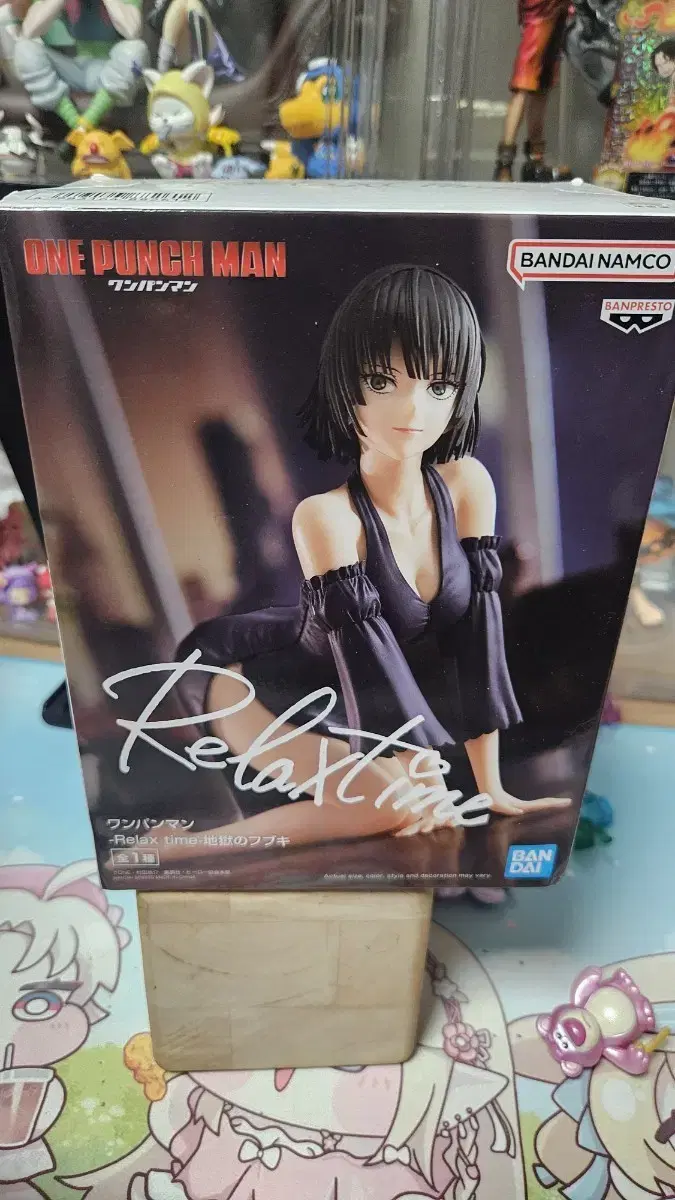 ONE PUNCH MAN
ワンパンマン
BANDAI NAMCO
BANPRESTO
Relax time
ワンパンマン
-Relax time-地獄のフブキ
全1種
Actual size, color, style and decoration may vary.
BAN
DAI